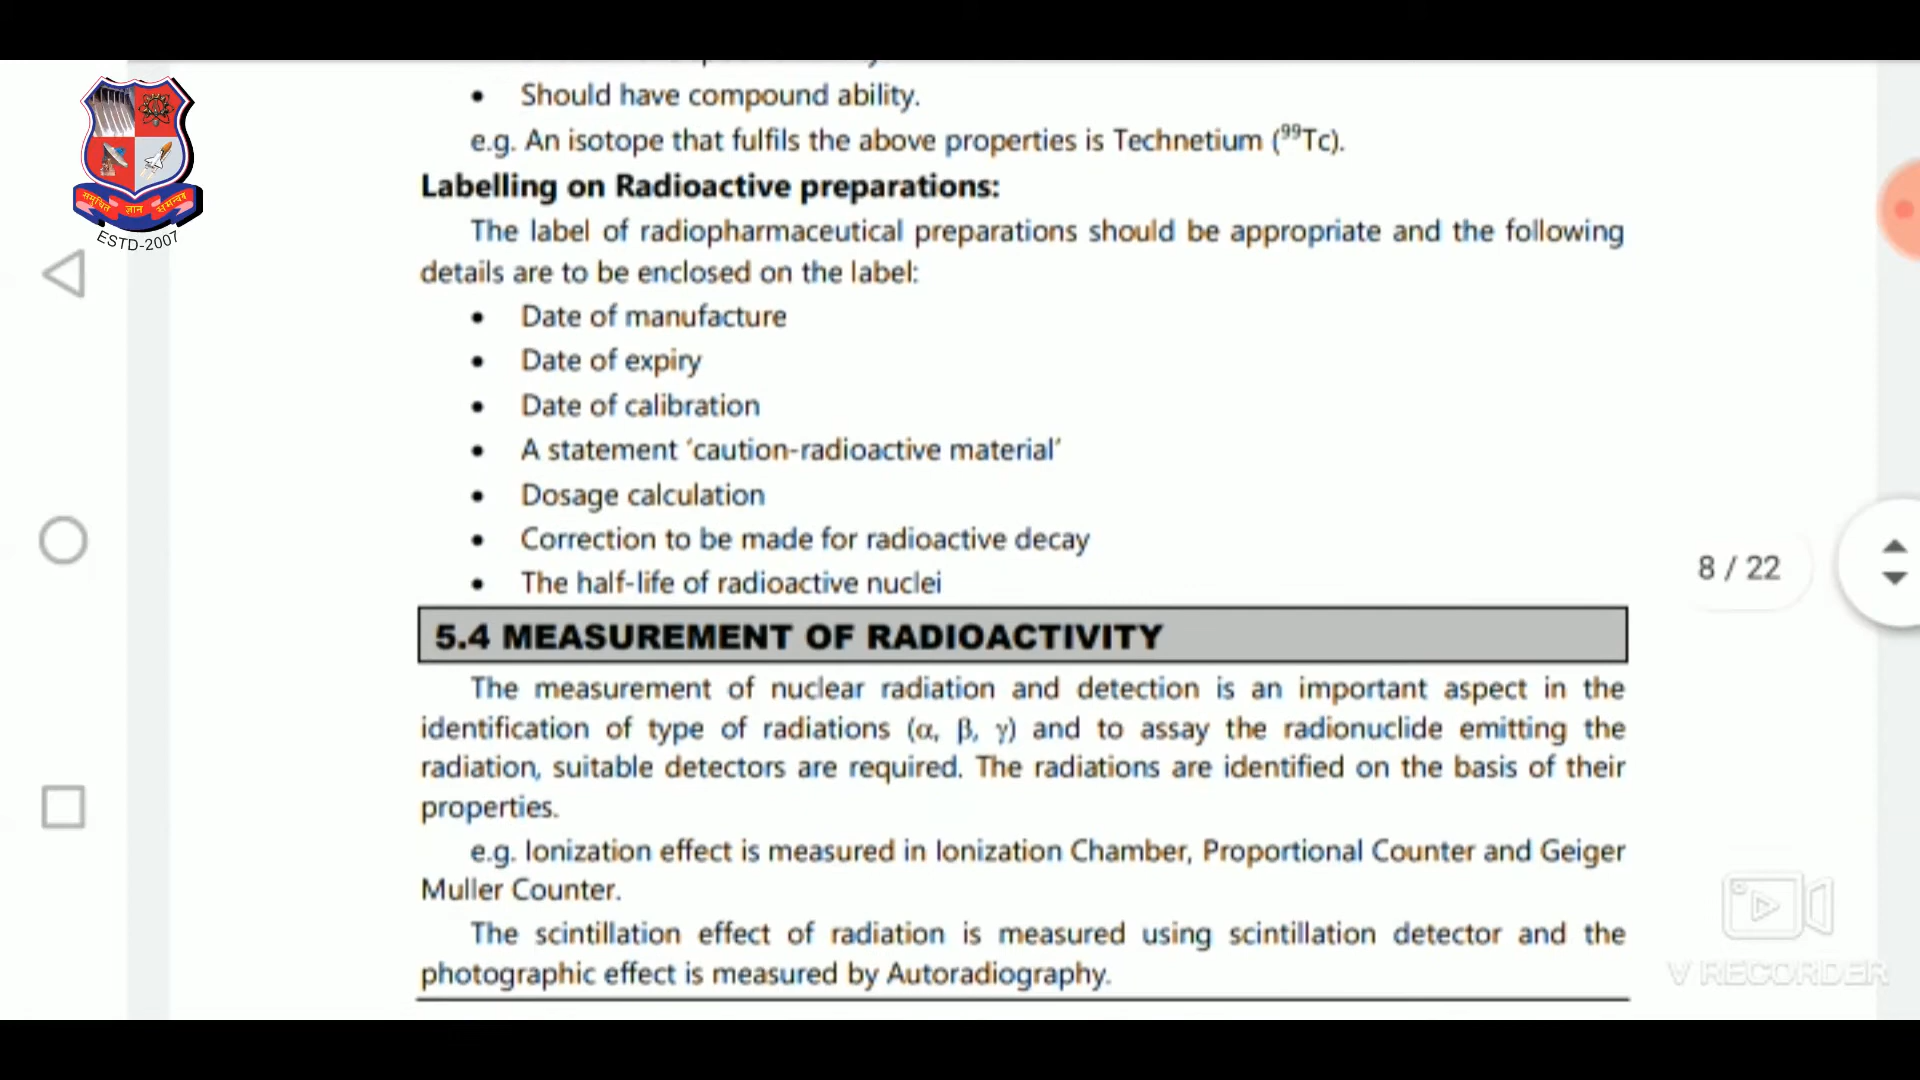 • Should have compound ability.
e.g. An isotope that fulfils the above properties is Technetium (⁹⁹Tc).
Labelling on Radioactive preparations:
The label of radiopharmaceutical preparations should be appropriate and the following
details are to be enclosed on the label:
• Date of manufacture
• Date of expiry
• Date of calibration
• A statement ‘caution-radioactive material’
• Dosage calculation
• Correction to be made for radioactive decay
• The half-life of radioactive nuclei
5.4 MEASUREMENT OF RADIOACTIVITY
The measurement of nuclear radiation and detection is an important aspect in the
identification of type of radiations (α, β, γ) and to assay the radionuclide emitting the
radiation, suitable detectors are required. The radiations are identified on the basis of their
properties.
e.g. Ionization effect is measured in Ionization Chamber, Proportional Counter and Geiger
Muller Counter.
The scintillation effect of radiation is measured using scintillation detector and the
photographic effect is measured by Autoradiography.
समुचित ज्ञान समन्वय
ESTD-2007
8 / 22
V RECORDER